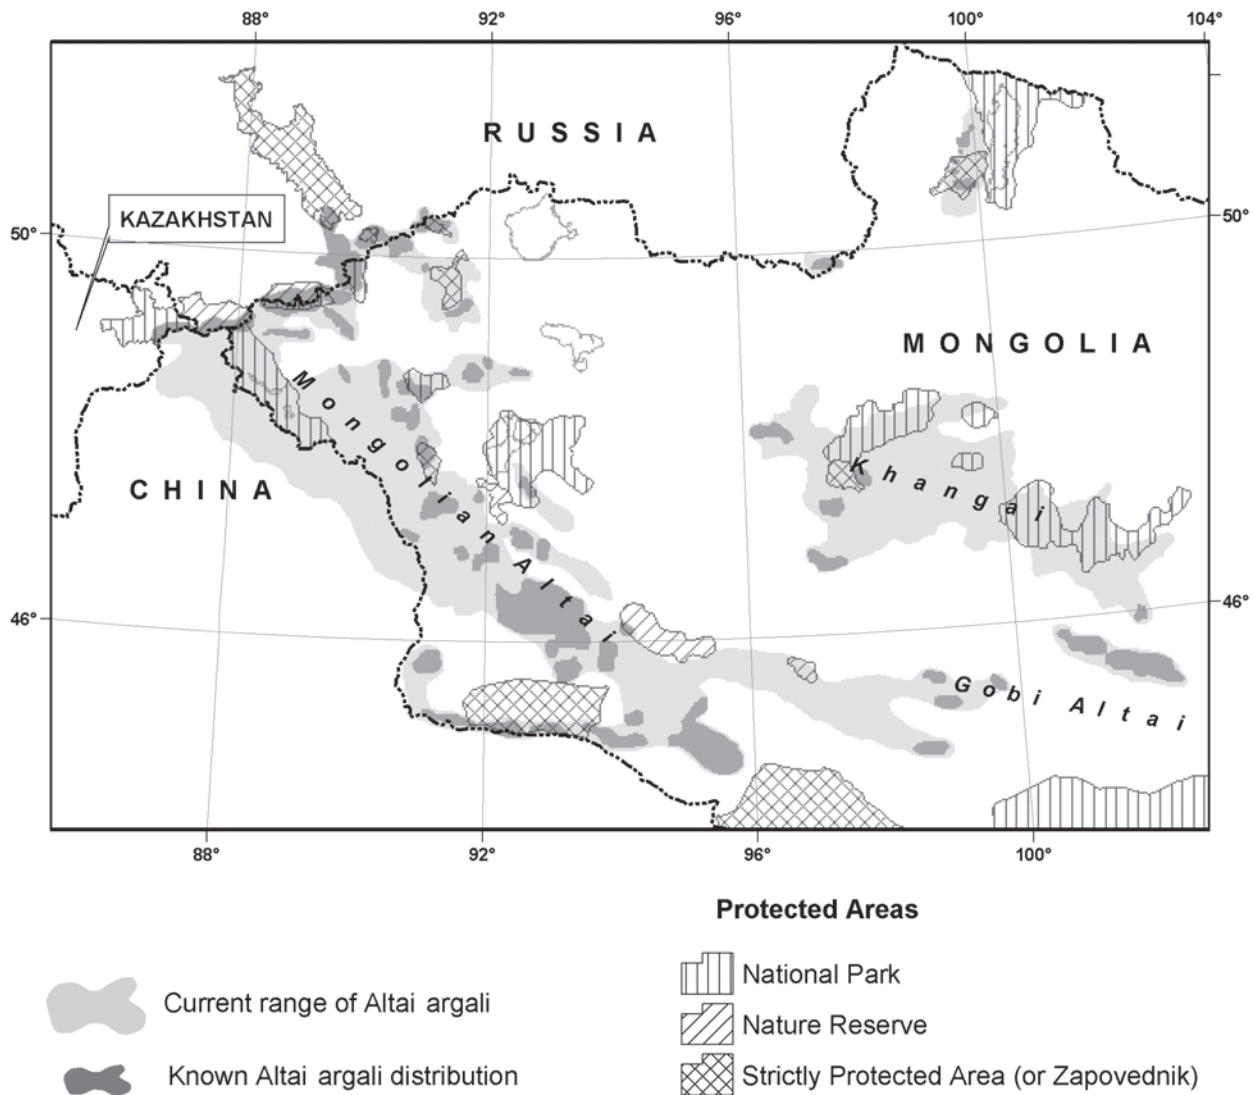 88° 92° 96° 100° 104°
RUSSIA
KAZAKHSTAN
50° 50°
MONGOLIA
Mongolian Altai
Khangai
CHINA
46° 46°
Gobi Altai
88° 92° 96° 100°
Protected Areas
National Park
Current range of Altai argali
Nature Reserve
Known Altai argali distribution
Strictly Protected Area (or Zapovednik)